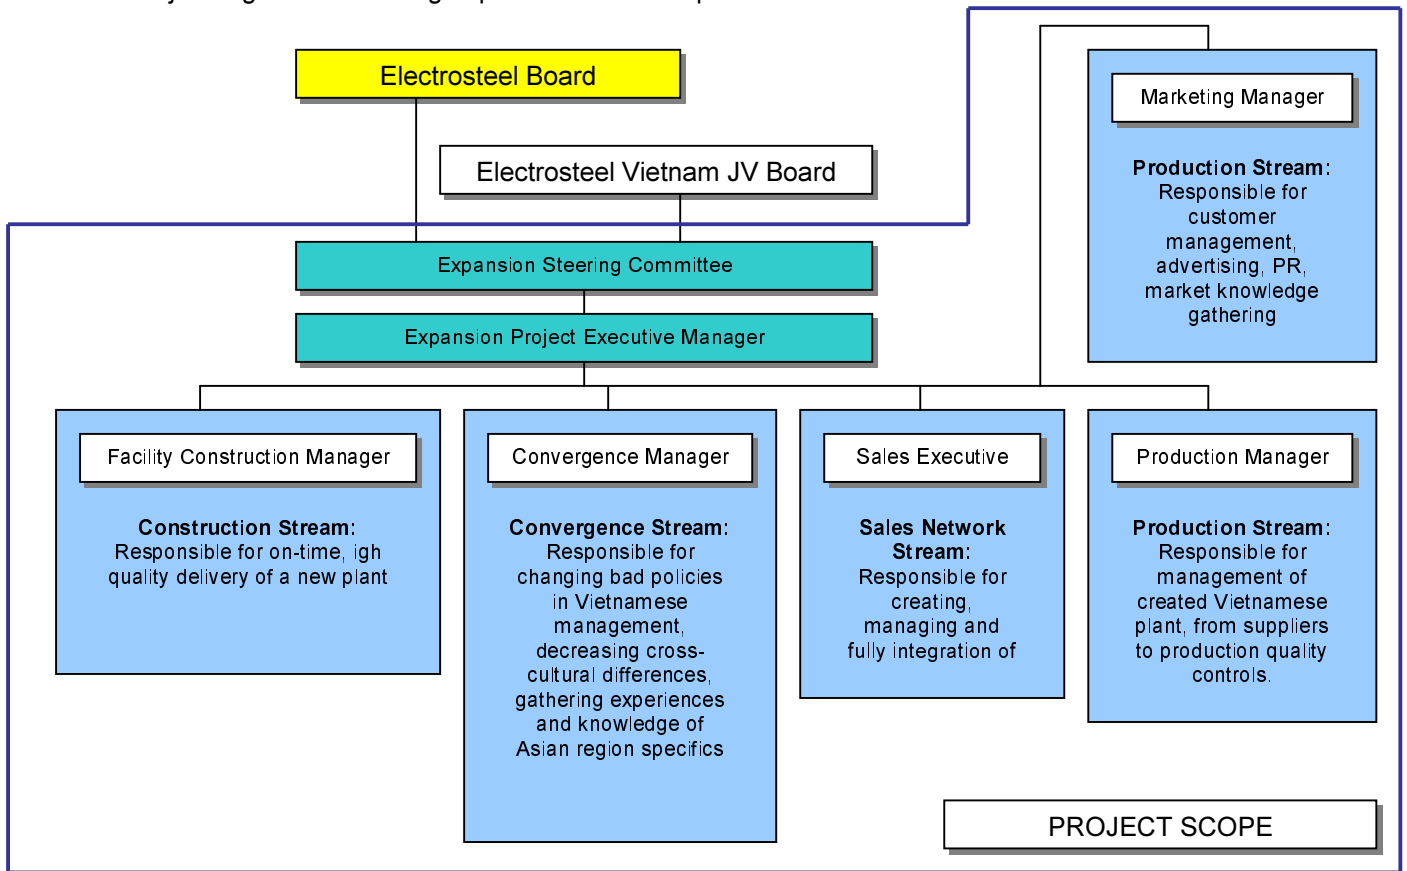 Electrosteel Board
Electrosteel Vietnam JV Board
Expansion Steering Committee
Expansion Project Executive Manager
Marketing Manager
Production Stream:
Responsible for
customer
management,
advertising, PR,
market knowledge
gathering
Facility Construction Manager
Construction Stream:
Responsible for on-time, igh
quality delivery of a new plant
Convergence Manager
Convergence Stream:
Responsible for
changing bad policies
in Vietnamese
management,
decreasing cross-
cultural differences,
gathering experiences
and knowledge of
Asian region specifics
Sales Executive
Sales Network
Stream:
Responsible for
creating,
managing and
fully integration of
Production Manager
Production Stream:
Responsible for
management of
created Vietnamese
plant, from suppliers
to production quality
controls.
PROJECT SCOPE